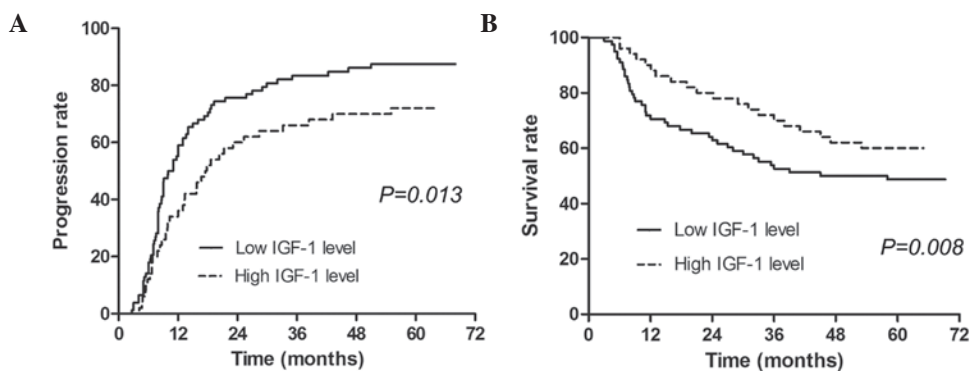 A
Progression rate
100
80
60
40
20
0
0 12 24 36 48 60 72
Time (months)
Low IGF-1 level
High IGF-1 level
P=0.013
B
Survival rate
100
80
60
40
20
0
0 12 24 36 48 60 72
Time (months)
Low IGF-1 level
High IGF-1 level
P=0.008